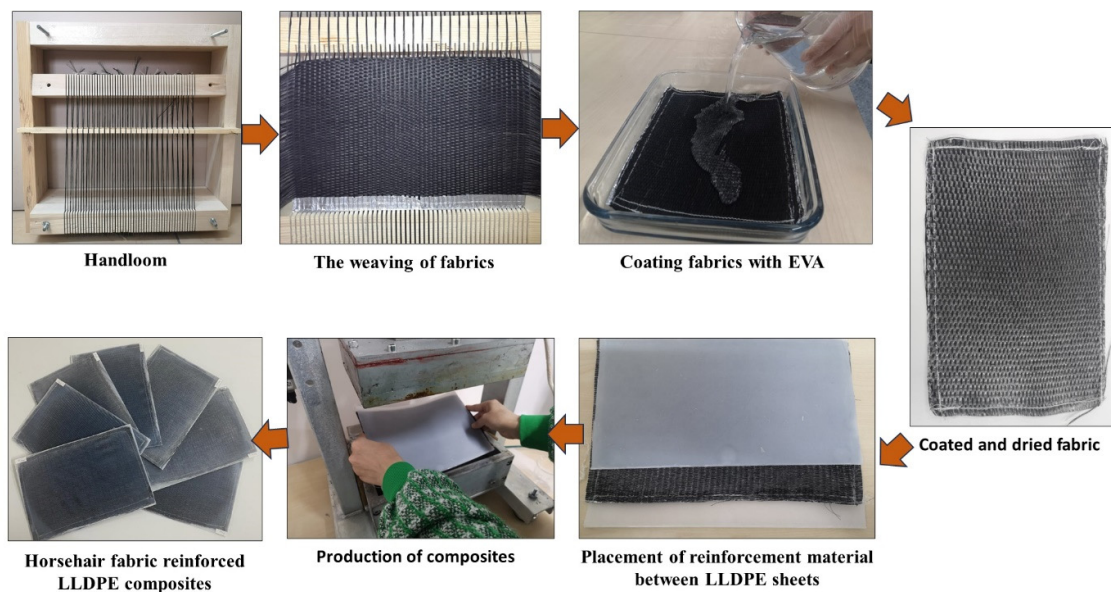 Handloom
The weaving of fabrics
Coating fabrics with EVA
Coated and dried fabric
Placement of reinforcement material
between LLDPE sheets
Production of composites
Horsehair fabric reinforced
LLDPE composites